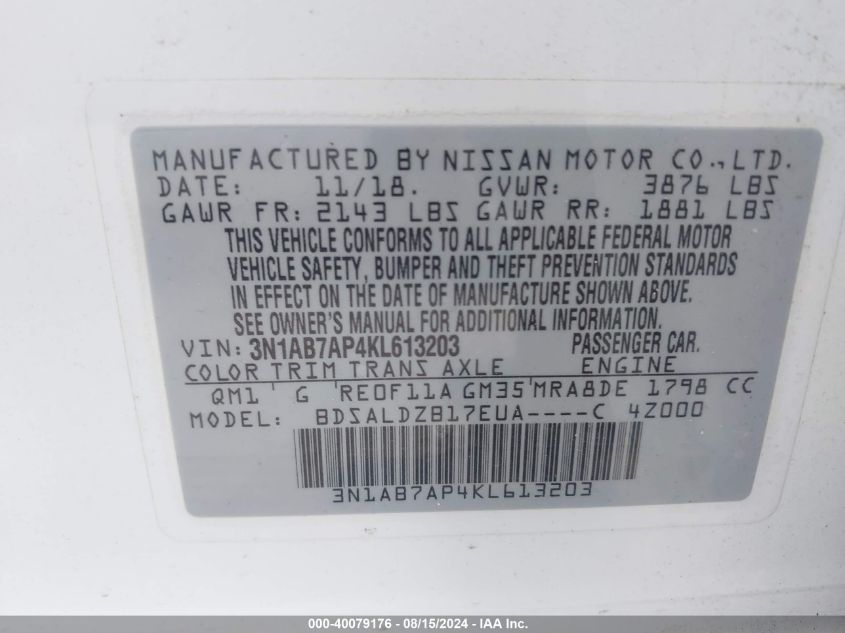 MANUFACTURED BY NISSAN MOTOR CO.,LTD.
DATE: 11/18. GVWR: 3876 LBS
GAWR FR: 2143 LBS GAWR RR: 1881 LBS
THIS VEHICLE CONFORMS TO ALL APPLICABLE FEDERAL MOTOR
VEHICLE SAFETY, BUMPER AND THEFT PREVENTION STANDARDS
IN EFFECT ON THE DATE OF MANUFACTURE SHOWN ABOVE.
SEE OWNER'S MANUAL FOR ADDITIONAL INFORMATION.
VIN: 3N1AB7AP4KL613203 PASSENGER CAR.
COLOR TRIM TRANS AXLE ENGINE
QM1 ' G ' RE0F11A GM35 ' MRA8DE 1798 CC
MODEL: BDSALDZB17EUA----C 4Z000
3N1AB7AP4KL613203
000-40079176 - 08/15/2024 - IAA Inc.